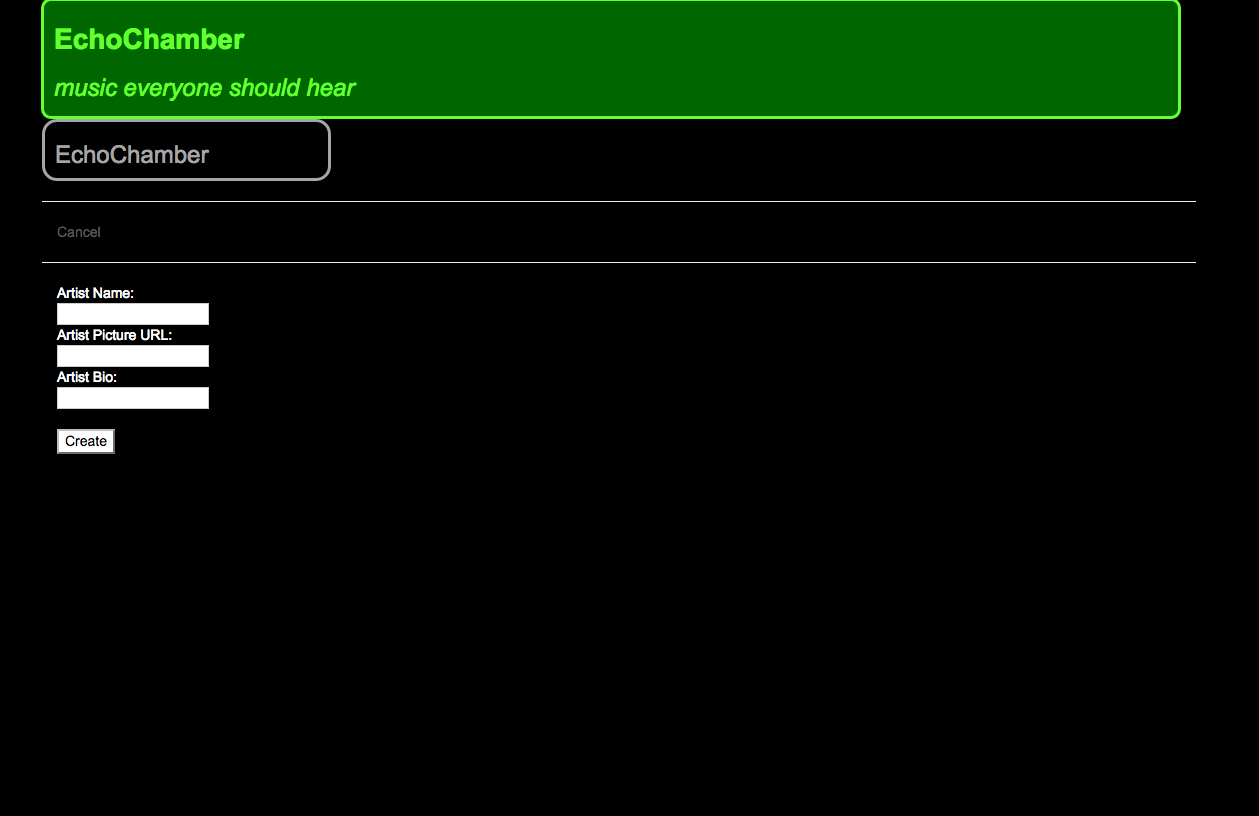 EchoChamber
music everyone should hear
EchoChamber
Cancel
Artist Name:
Artist Picture URL:
Artist Bio:
Create